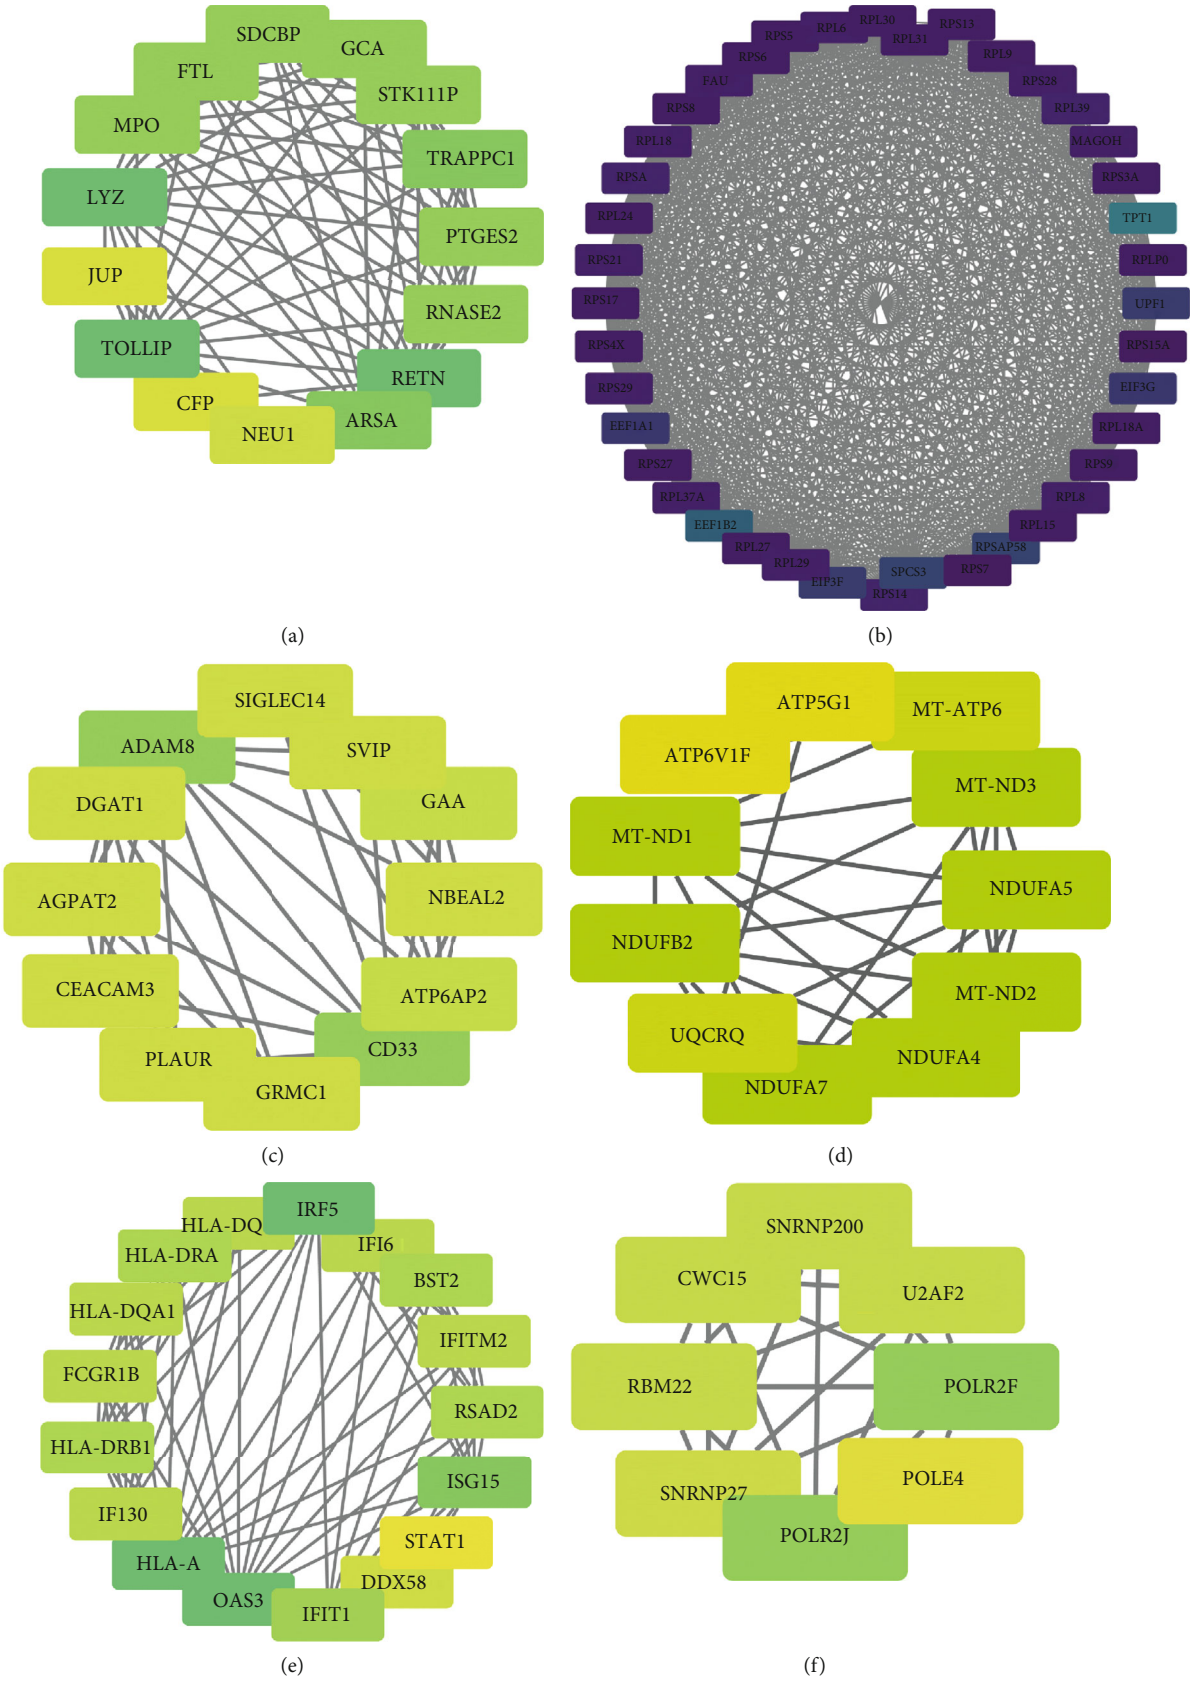 SDCBP
GCA
FTL
STK111P
MPO
TRAPPC1
LYZ
PTGES2
JUP
RNASE2
TOLLIP
RETN
CFP
ARSA
NEU1
(a)
RPL30
RPS13
RPL6
RPL31
RPS5
RPL9
RPS6
RPS28
FAU
RPL39
RPS8
MAGOH
RPL18
RPS3A
RPSA
TPT1
RPL24
RPLP0
RPS21
UPF1
RPS17
RPS15A
RPS4X
EIF3G
RPS29
RPL18A
EEF1A1
RPS9
RPS27
RPL8
RPL37A
RPL15
EEF1B2
RPSAP58
RPL27
RPS7
RPL29
SPCS3
EIF3F
RPS14
(b)
SIGLEC14
ADAM8
SVIP
DGAT1
GAA
AGPAT2
NBEAL2
CEACAM3
ATP6AP2
PLAUR
CD33
GRMC1
(c)
ATP5G1
MT-ATP6
ATP6V1F
MT-ND3
MT-ND1
NDUFA5
NDUFB2
MT-ND2
UQCRQ
NDUFA4
NDUFA7
(d)
IRF5
HLA-DQ
IFI6
HLA-DRA
BST2
HLA-DQA1
IFITM2
FCGR1B
RSAD2
HLA-DRB1
ISG15
IF130
STAT1
HLA-A
DDX58
OAS3
IFIT1
(e)
SNRNP200
CWC15
U2AF2
RBM22
POLR2F
SNRNP27
POLE4
POLR2J
(f)